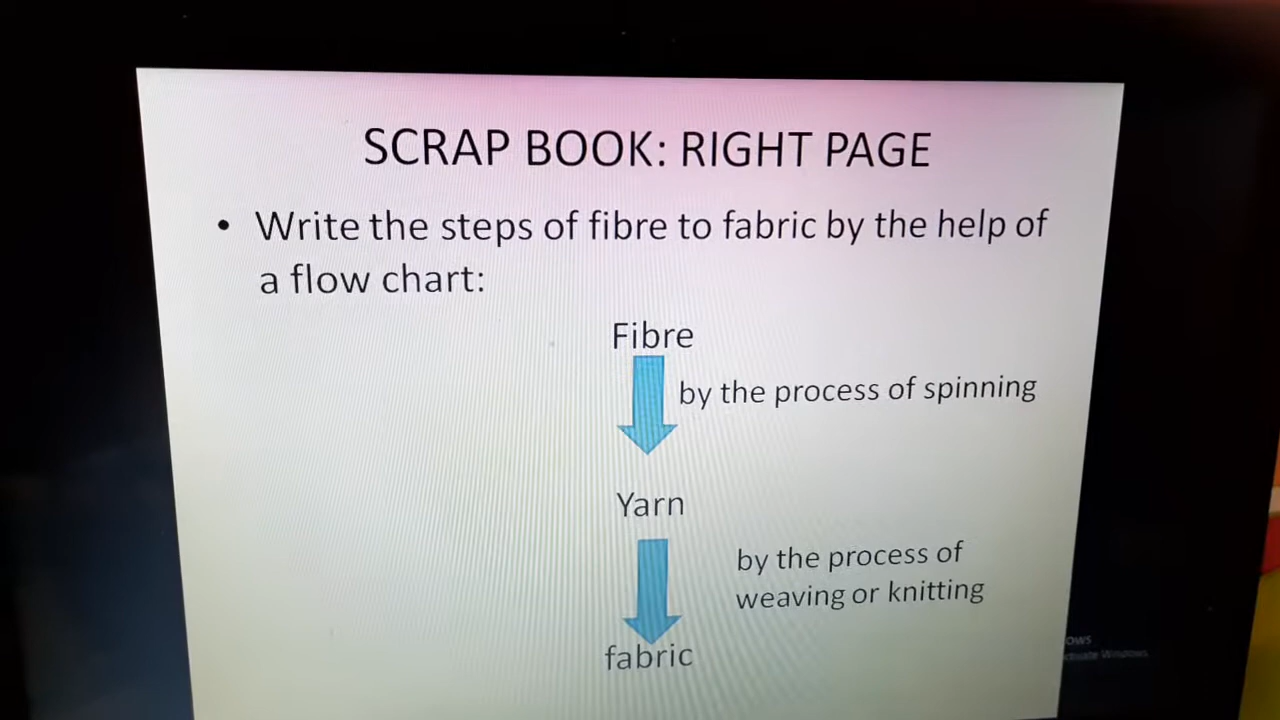 SCRAP BOOK: RIGHT PAGE
• Write the steps of fibre to fabric by the help of
a flow chart:
Fibre
by the process of spinning
Yarn
by the process of
weaving or knitting
fabric